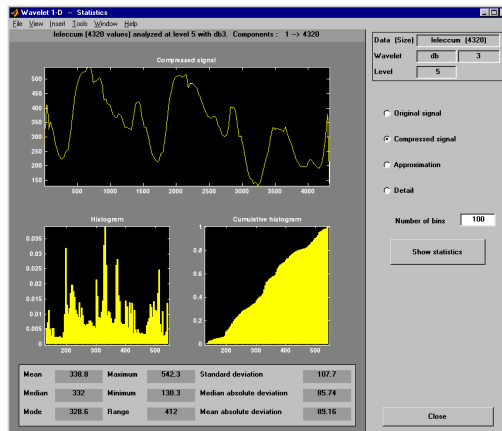 Wavelet 1-D -- Statistics
File View Insert Tools Window Help
leleccum (4320 values) analyzed at level 5 with db3. Components : 1 --> 4320
Compressed signal
500
450
400
350
300
250
200
150
500 1000 1500 2000 2500 3000 3500 4000
Histogram
0.035
0.03
0.025
0.02
0.015
0.01
0.005
0
200 300 400 500
Cumulative histogram
1
0.8
0.6
0.4
0.2
0
200 300 400 500
Mean 338.8 Maximum 542.3 Standard deviation 107.7
Median 332 Minimum 130.3 Median absolute deviation 85.74
Mode 328.6 Range 412 Mean absolute deviation 89.16
Data (Size) leleccum (4320)
Wavelet db 3
Level 5
Original signal
Compressed signal
Approximation
Detail
Number of bins 100
Show statistics
Close